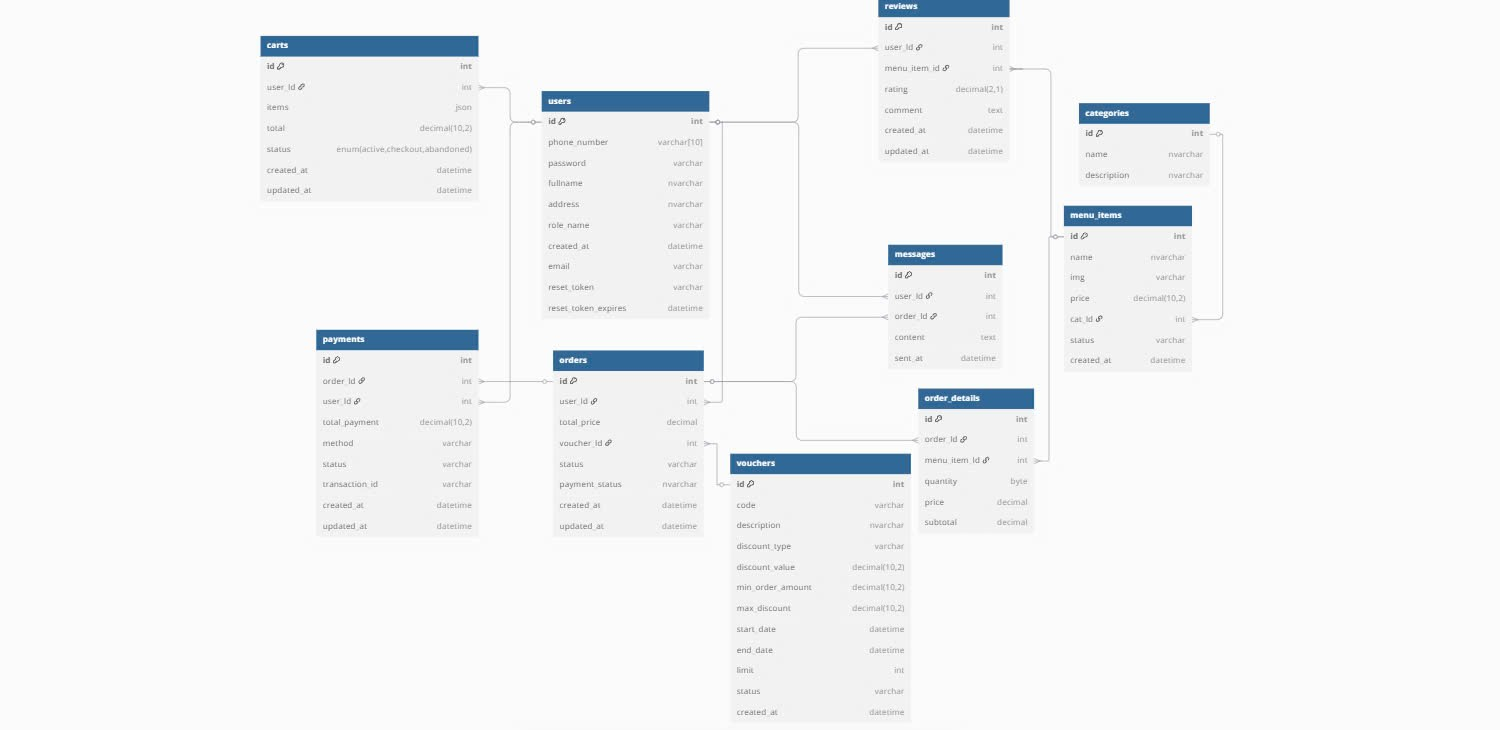 carts
id int
user_Id int
items json
total decimal(10,2)
status enum(active,checkout,abandoned)
created_at datetime
updated_at datetime
users
id int
phone_number varchar[10]
password varchar
fullname nvarchar
address nvarchar
role_name varchar
created_at datetime
email varchar
reset_token varchar
reset_token_expires datetime
reviews
id int
user_Id int
menu_item_id int
rating decimal(2,1)
comment text
created_at datetime
updated_at datetime
categories
id int
name nvarchar
description nvarchar
menu_items
id int
name nvarchar
img varchar
price decimal(10,2)
cat_Id int
status varchar
created_at datetime
messages
id int
user_Id int
order_Id int
content text
sent_at datetime
payments
id int
order_Id int
user_Id int
total_payment decimal(10,2)
method varchar
status varchar
transaction_id varchar
created_at datetime
updated_at datetime
orders
id int
user_Id int
total_price decimal
voucher_Id int
status varchar
payment_status nvarchar
created_at datetime
updated_at datetime
order_details
id int
order_Id int
menu_item_Id int
quantity byte
price decimal
subtotal decimal
vouchers
id int
code varchar
description nvarchar
discount_type varchar
discount_value decimal(10,2)
min_order_amount decimal(10,2)
max_discount decimal(10,2)
start_date datetime
end_date datetime
limit int
status varchar
created_at datetime